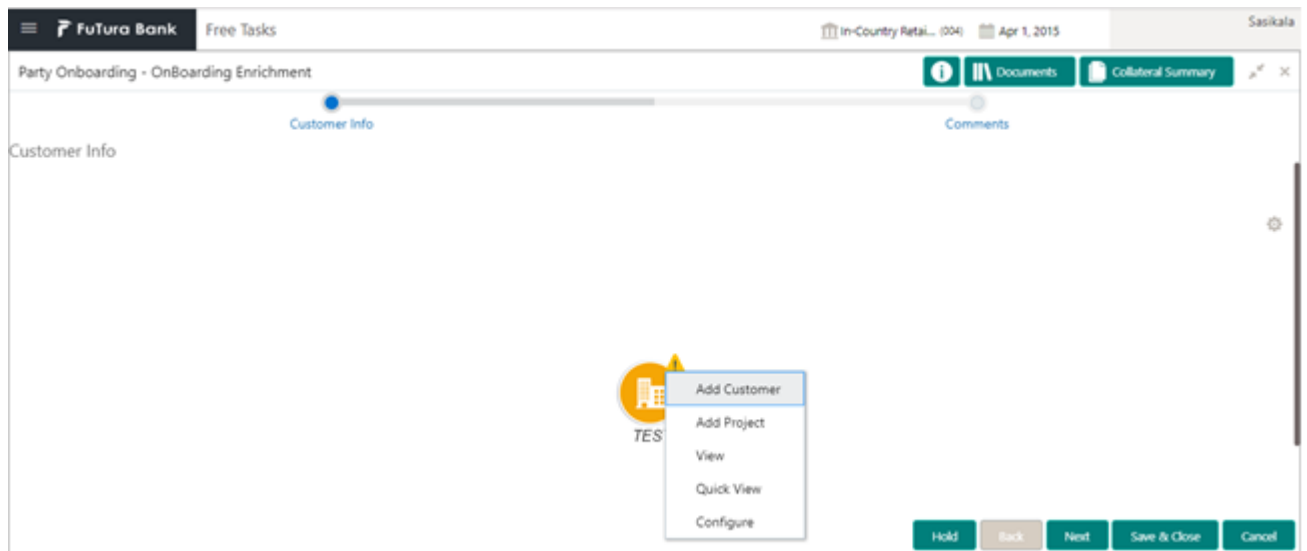 FuTura Bank Free Tasks In-Country Retai... (004) Apr 1, 2015 Sasikala
Party Onboarding - OnBoarding Enrichment Documents Collateral Summary
Customer Info Comments
Customer Info
TES
Add Customer
Add Project
View
Quick View
Configure
Hold Back Next Save & Close Cancel